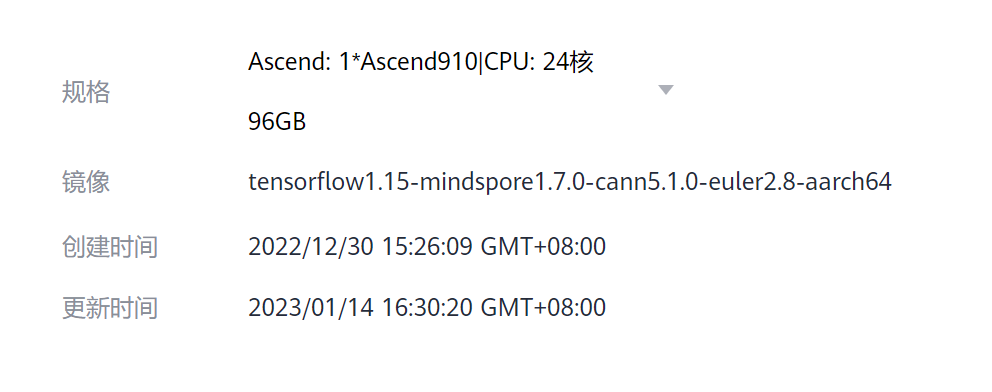 规格
Ascend: 1*Ascend910|CPU: 24核
96GB
镜像
tensorflow1.15-mindspore1.7.0-cann5.1.0-euler2.8-aarch64
创建时间
2022/12/30 15:26:09 GMT+08:00
更新时间
2023/01/14 16:30:20 GMT+08:00